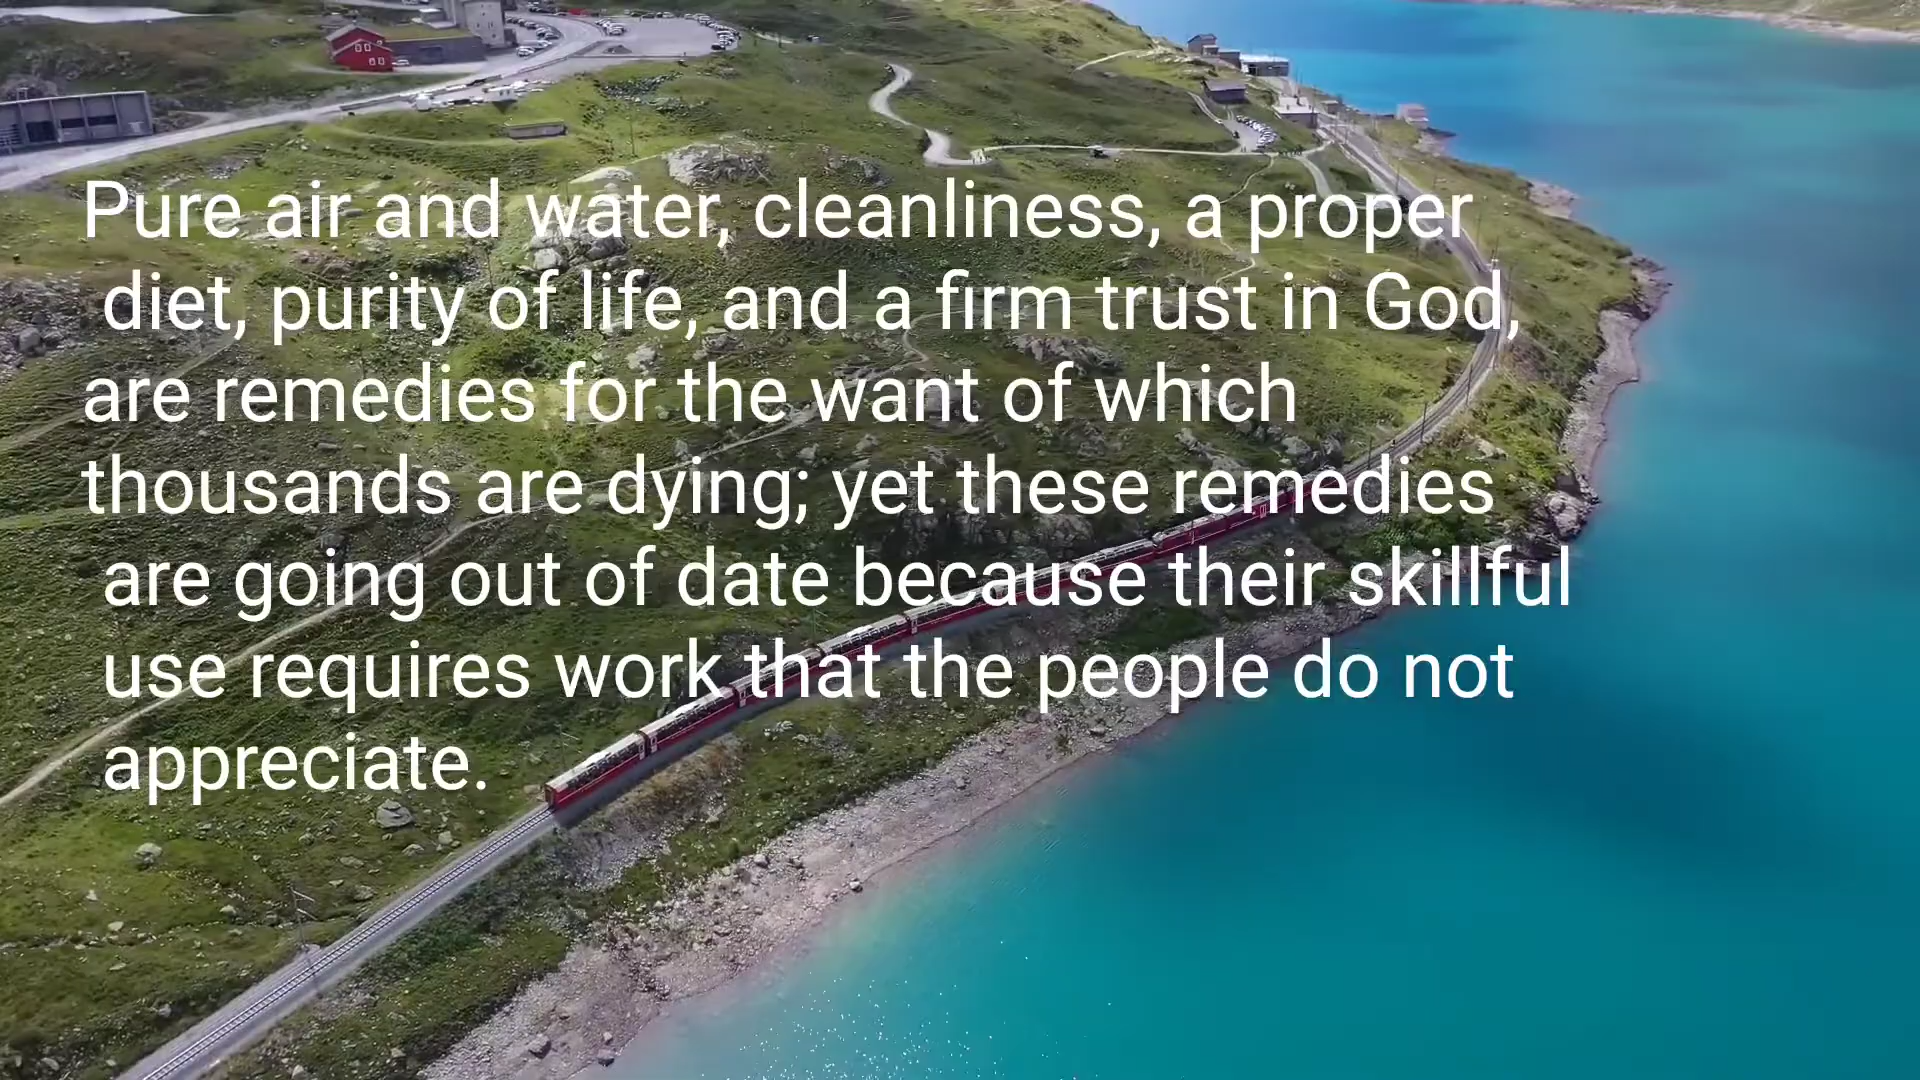 Pure air and water, cleanliness, a proper
diet, purity of life, and a firm trust in God,
are remedies for the want of which
thousands are dying; yet these remedies
are going out of date because their skillful
use requires work that the people do not
appreciate.